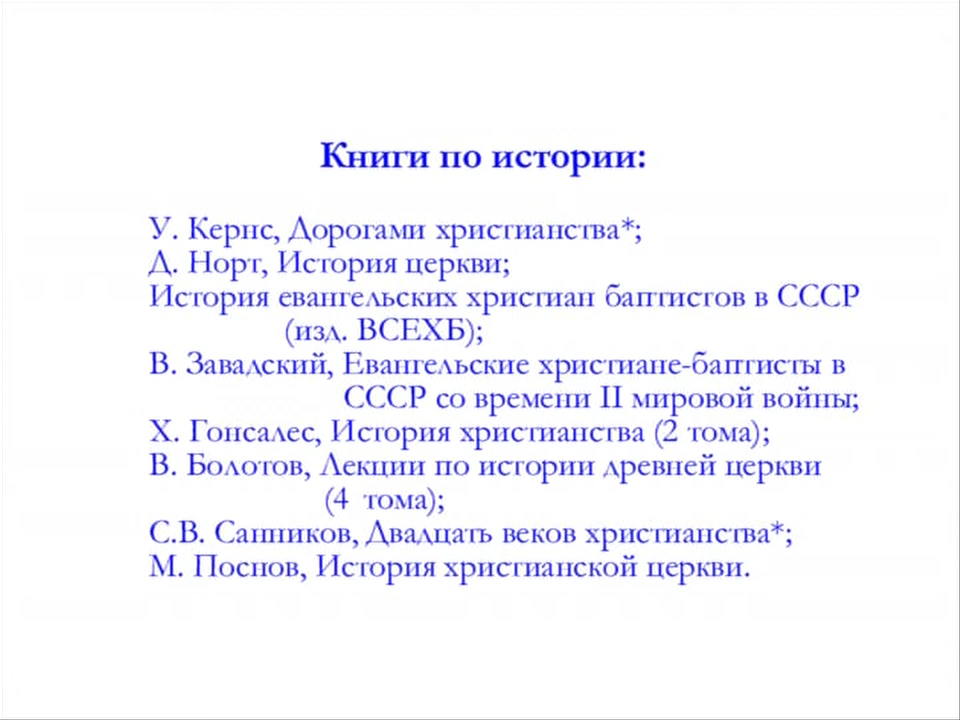 Книги по истории:
У. Кернс, Дорогами христианства*;
Д. Норт, История церкви;
История евангельских христиан баптистов в СССР
(изд. ВСЕХБ);
В. Завадский, Евангельские христиане-баптисты в
СССР со времени II мировой войны;
Х. Гонсалес, История христианства (2 тома);
В. Болотов, Лекции по истории древней церкви
(4 тома);
С.В. Санников, Двадцать веков христианства*;
М. Поснов, История христианской церкви.